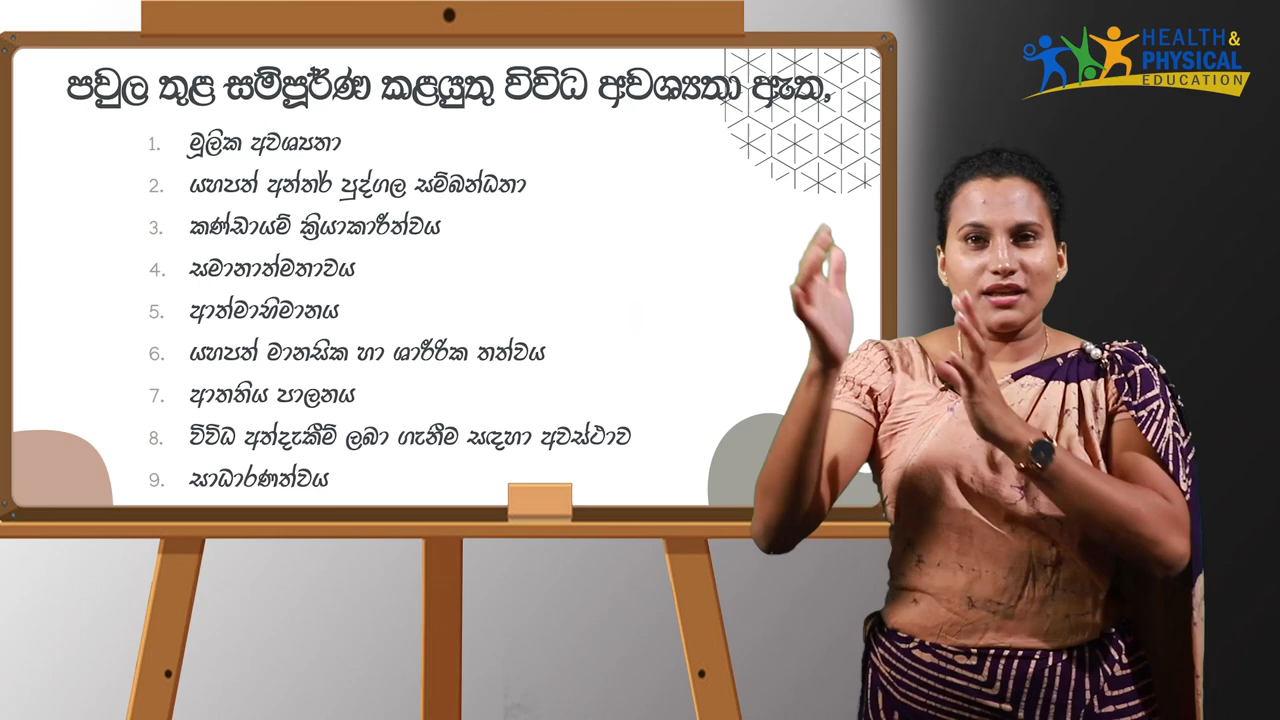 පවුල තුළ සම්පූර්ණ කළයුතු විවිධ අවශ්‍යතා ඇත,
1. මූලික අවශ්‍යතා
2. යහපත් අන්තර් පුද්ගල සම්බන්ධතා
3. කණ්ඩායම් ක්‍රියාකාරීත්වය
4. සමානාත්මතාවය
5. ආත්මාභිමානය
6. යහපත් මානසික හා ශාරීරික තත්වය
7. ආතතිය පාලනය
8. විවිධ අත්දැකීම් ලබා ගැනීම සඳහා අවස්ථාව
9. සාධාරණත්වය
HEALTH &
PHYSICAL
EDUCATION